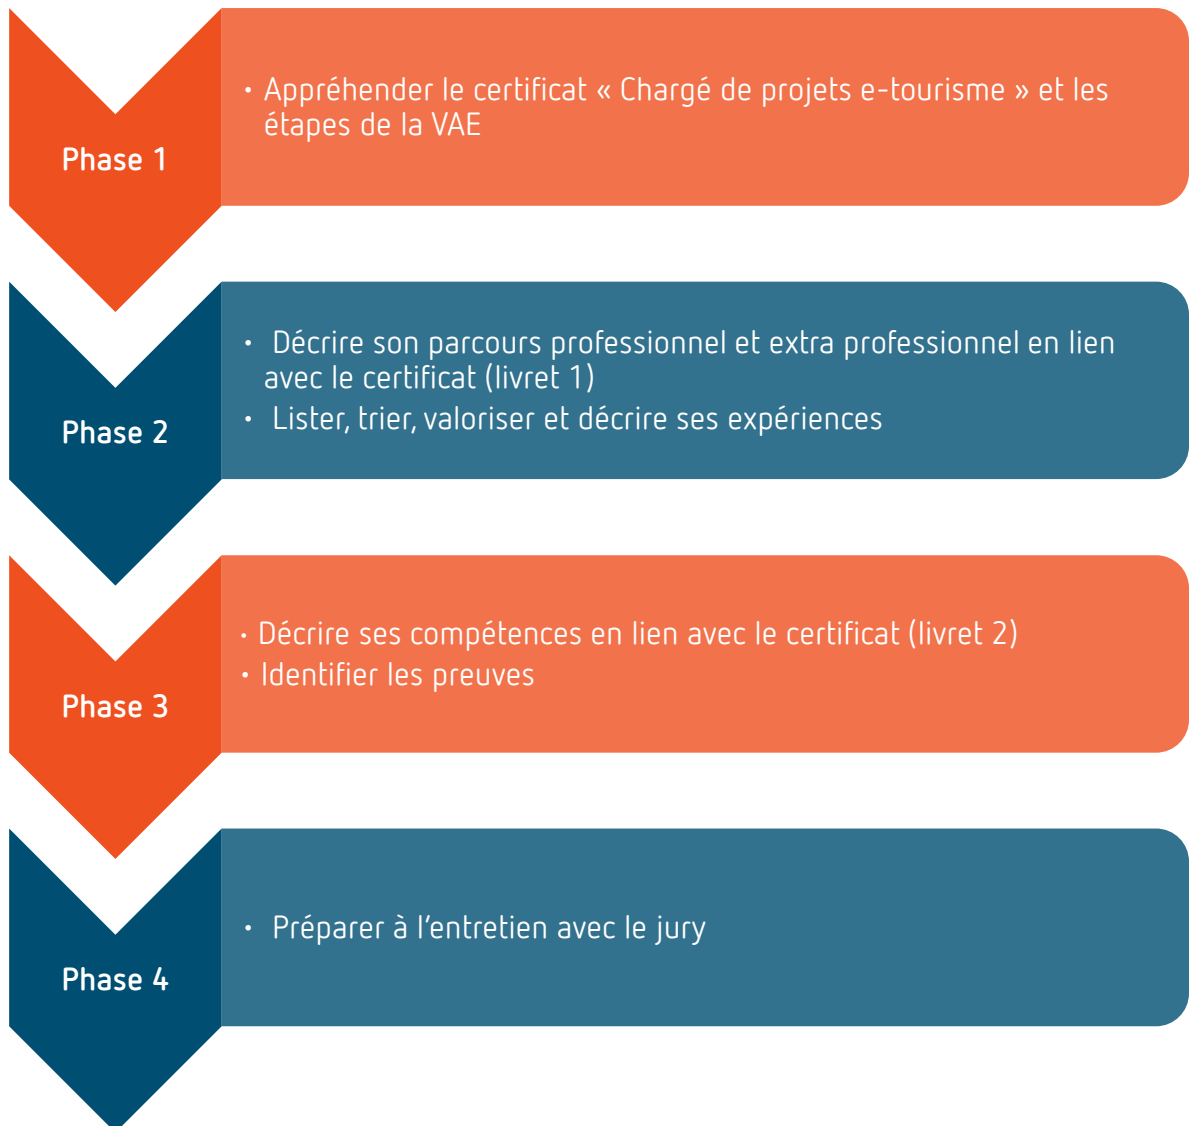 Phase 1
• Appréhender le certificat « Chargé de projets e-tourisme » et les
étapes de la VAE
Phase 2
• Décrire son parcours professionnel et extra professionnel en lien
avec le certificat (livret 1)
• Lister, trier, valoriser et décrire ses expériences
Phase 3
• Décrire ses compétences en lien avec le certificat (livret 2)
• Identifier les preuves
Phase 4
• Préparer à l’entretien avec le jury